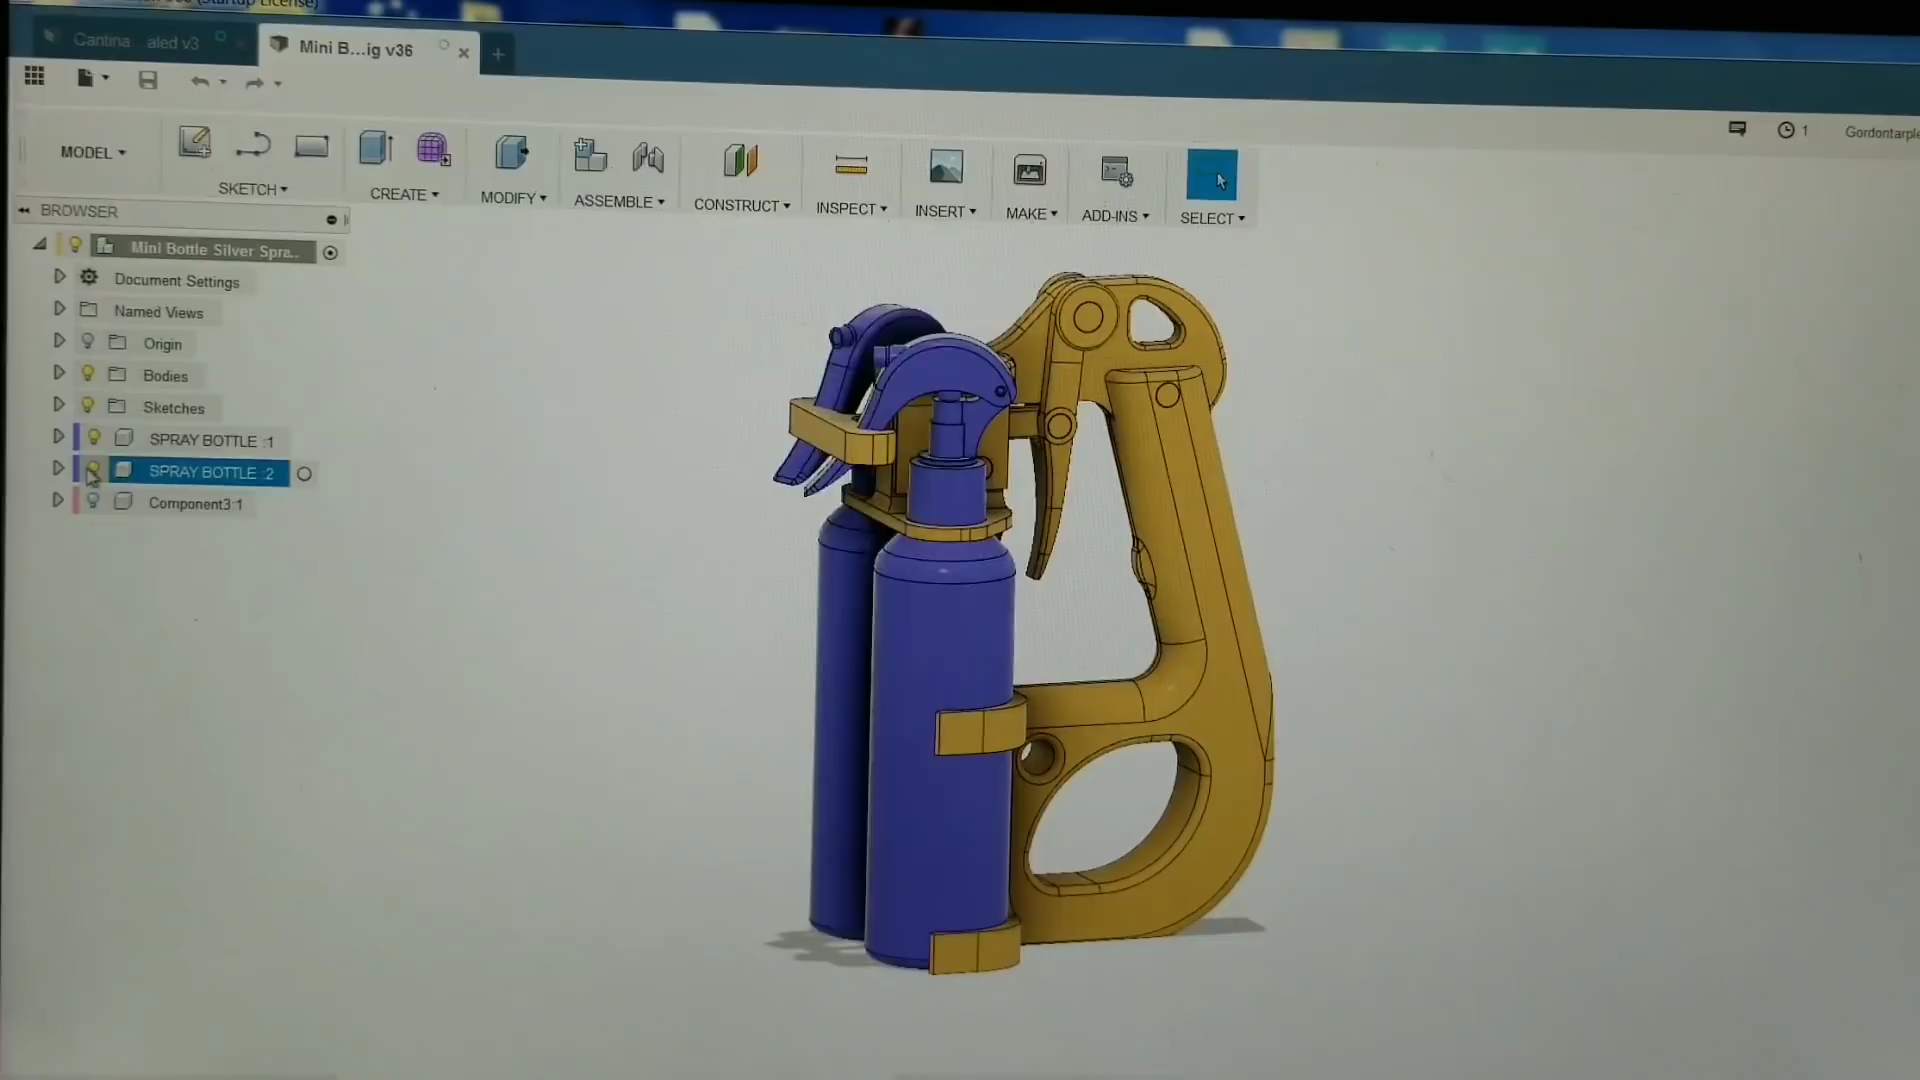 (Startup License)
Cantina aled v3
Mini B...ig v36
1
Gordontarple
MODEL
SKETCH
CREATE
MODIFY
ASSEMBLE
CONSTRUCT
INSPECT
INSERT
MAKE
ADD-INS
SELECT
BROWSER
Mini Bottle Silver Spra..
Document Settings
Named Views
Origin
Bodies
Sketches
SPRAY BOTTLE :1
SPRAY BOTTLE :2
Component3:1